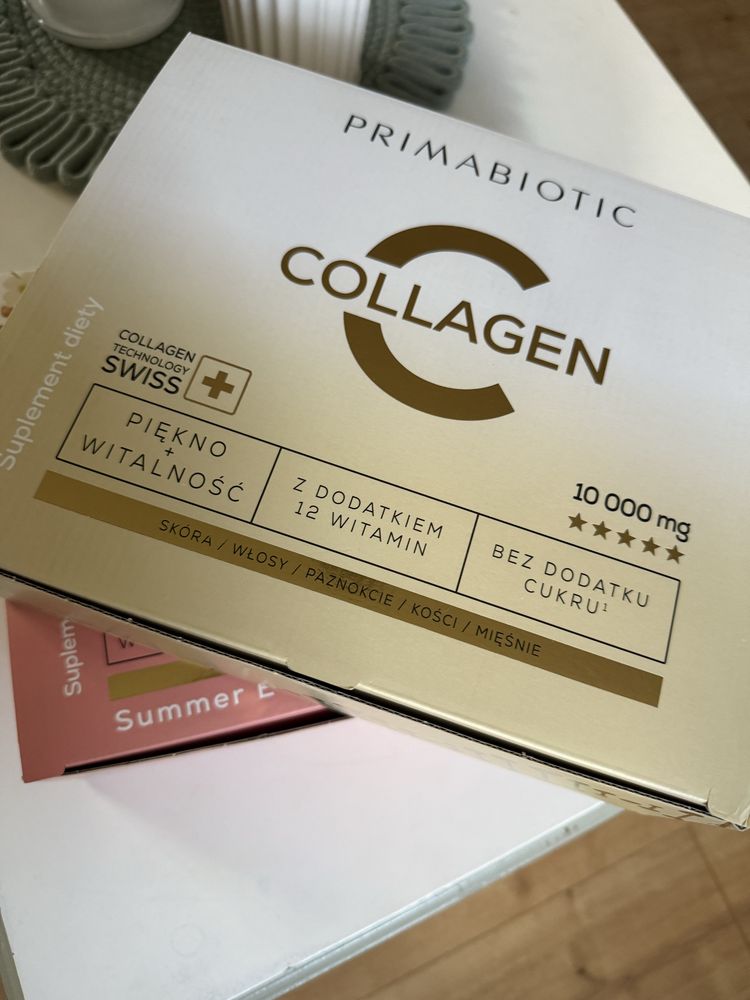 PRIMABIOTIC
COLLAGEN
Suplement diety
COLLAGEN
TECHNOLOGY
SWISS
PIĘKNO
+
WITALNOŚĆ
Z DODATKIEM
12 WITAMIN
10 000 mg
BEZ DODATKU
CUKRU¹
SKÓRA / WŁOSY / PAZNOKCIE / KOŚCI / MIĘŚNIE
Summer